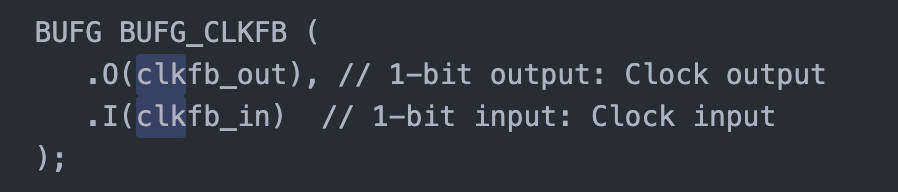 BUFG BUFG_CLKFB (
.O(clkfb_out), // 1-bit output: Clock output
.I(clkfb_in)  // 1-bit input: Clock input
);